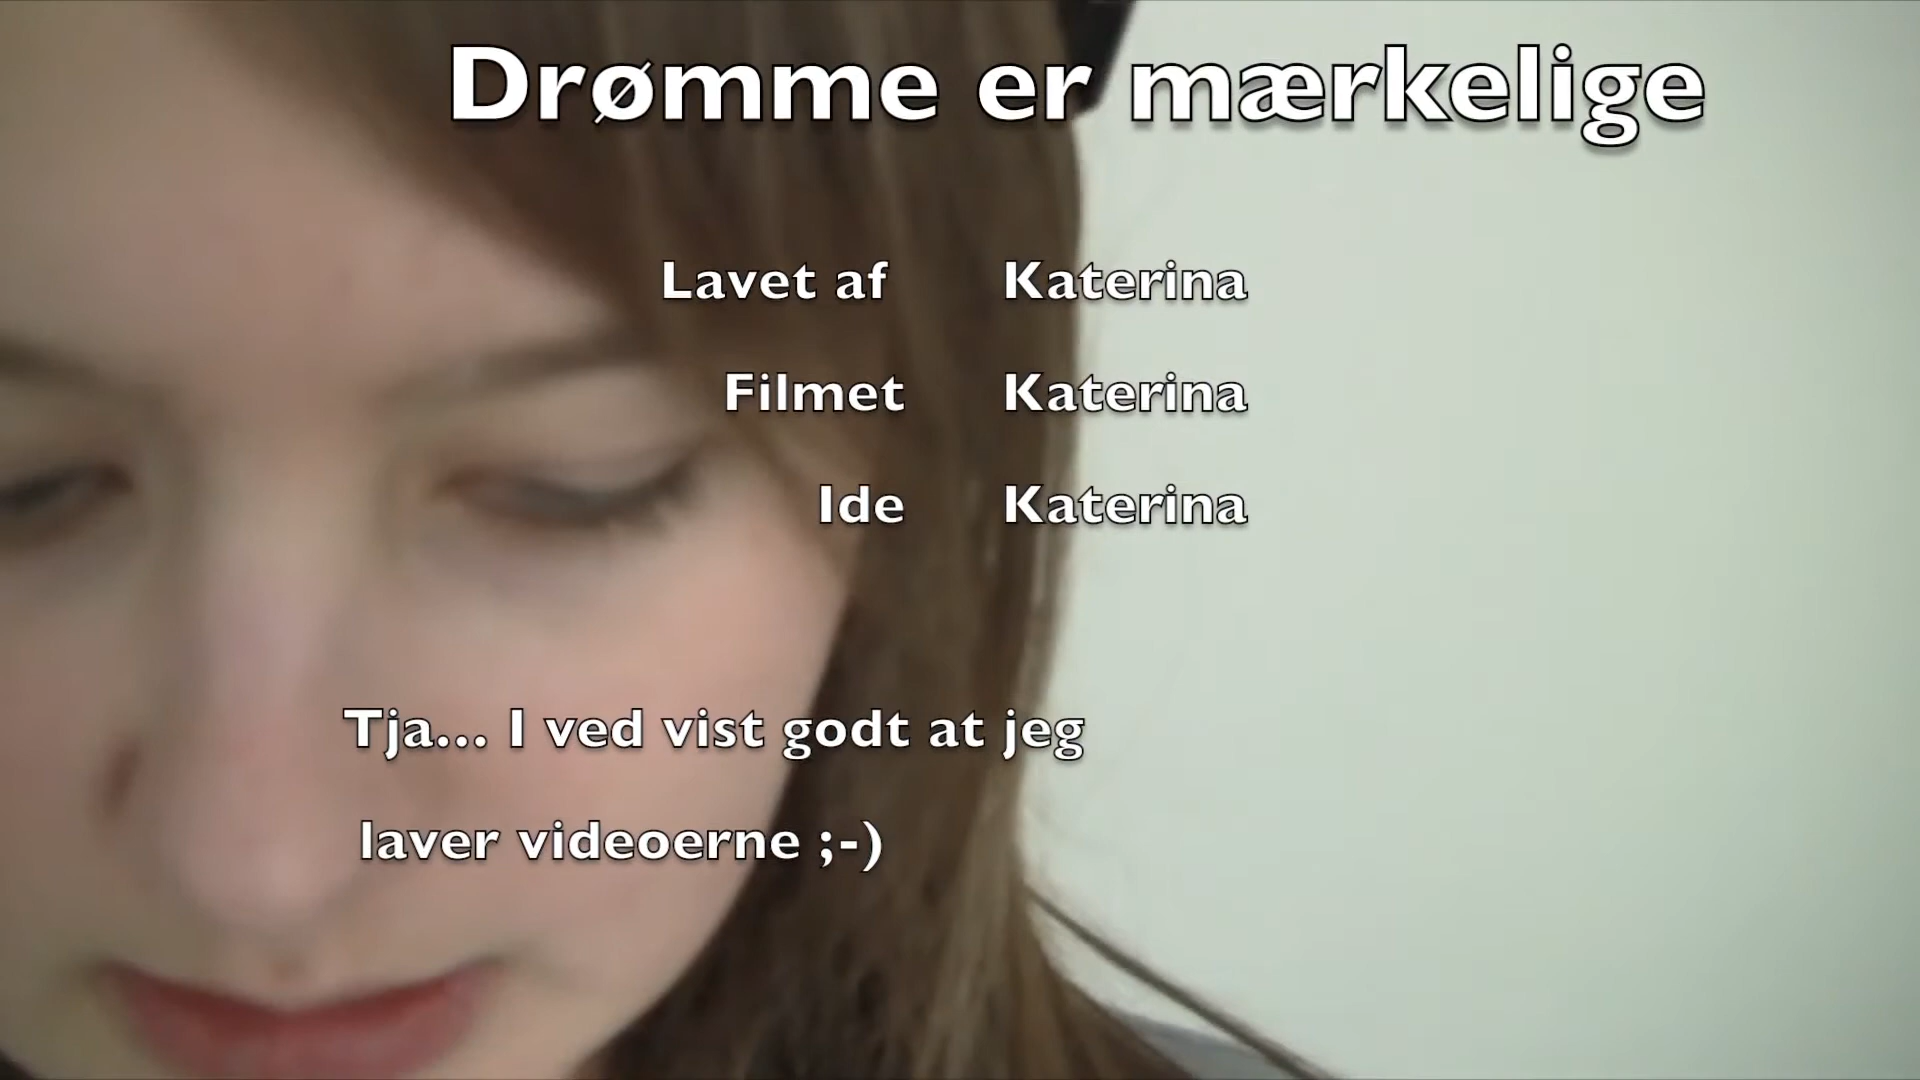 Drømme er mærkelige
Lavet af Katerina
Filmet Katerina
Ide Katerina
Tja... I ved vist godt at jeg
laver videoerne ;-)